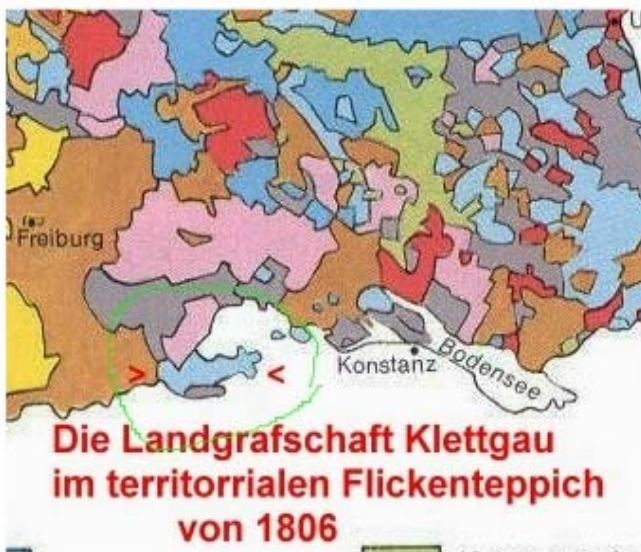 U
Freiburg
Konstanz
Bodensee
> <
Die Landgrafschaft Klettgau
im territorrialen Flickenteppich
von 1806